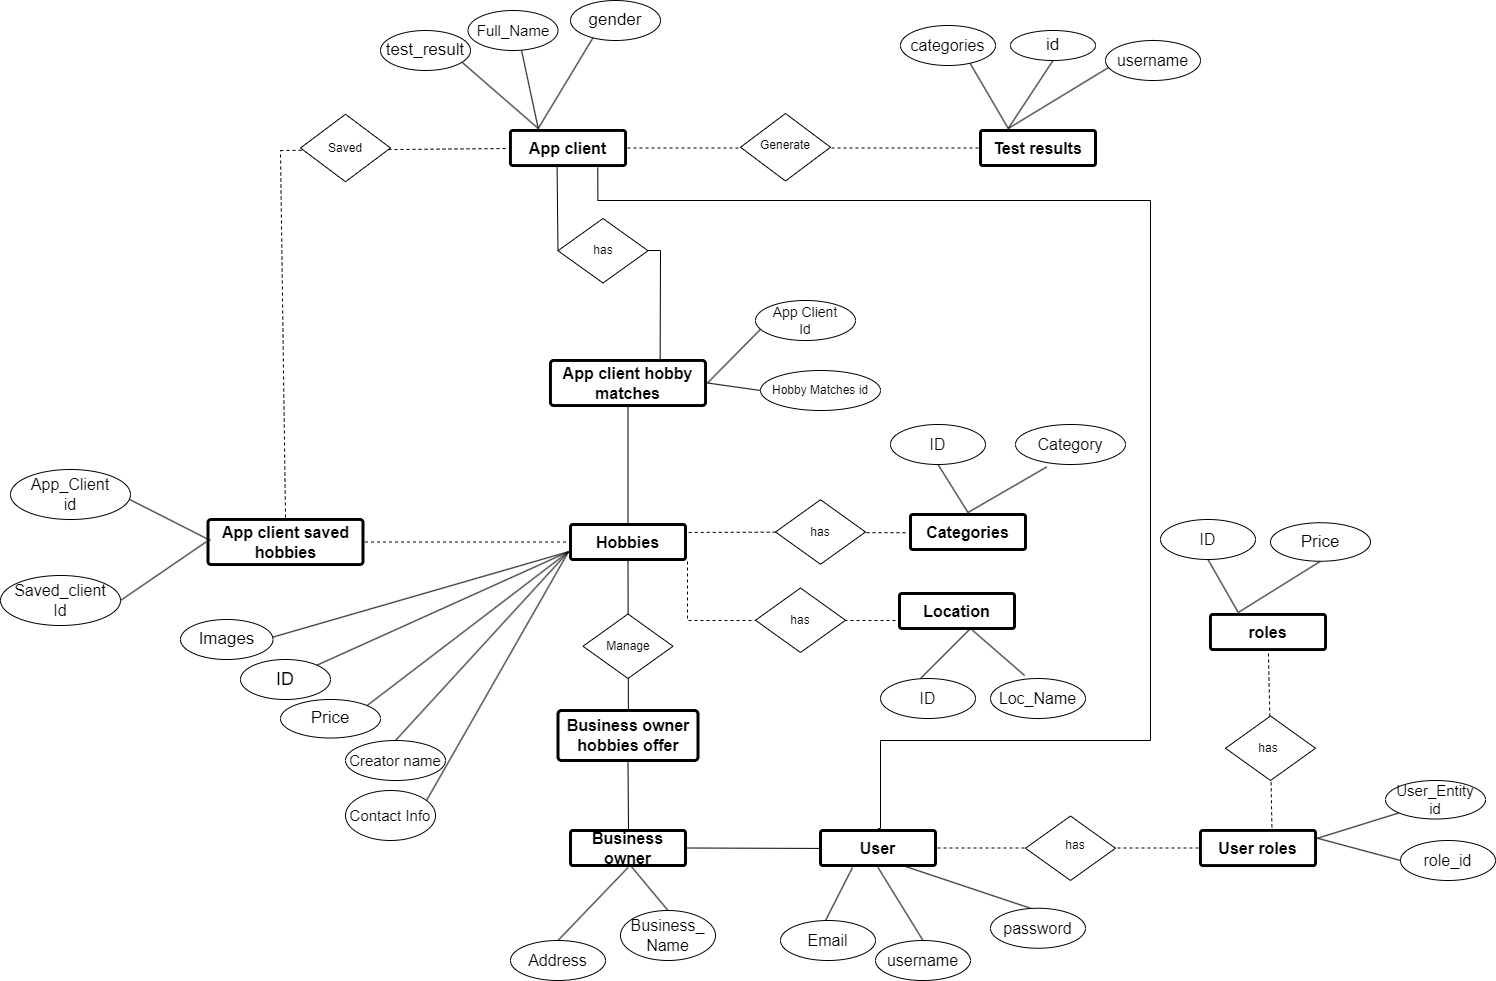 gender
Full_Name
test_result
categories
id
username
Saved
App client
Generate
Test results
has
App Client
Id
App client hobby
matches
Hobby Matches id
ID
Category
App_Client
id
App client saved
hobbies
Hobbies
has
Categories
ID
Price
Saved_client
Id
Images
has
Location
roles
Manage
ID
ID
Loc_Name
Price
Business owner
hobbies offer
Creator name
has
Contact Info
User_Entity
id
Business
owner
User
has
User roles
role_id
Business_
Name
Address
Email
username
password